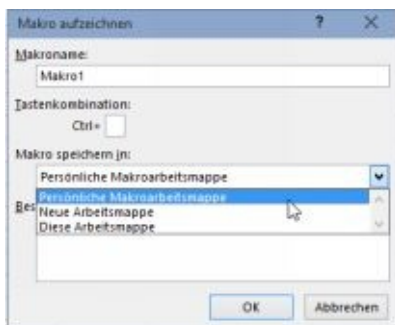 Makro aufzeichnen ? ×
Makroname:
Makro1
Tastenkombination:
Ctrl+
Makro speichern in:
Persönliche Makroarbeitsmappe
Persönliche Makroarbeitsmappe
Bes Neue Arbeitsmappe
Diese Arbeitsmappe
OK Abbrechen